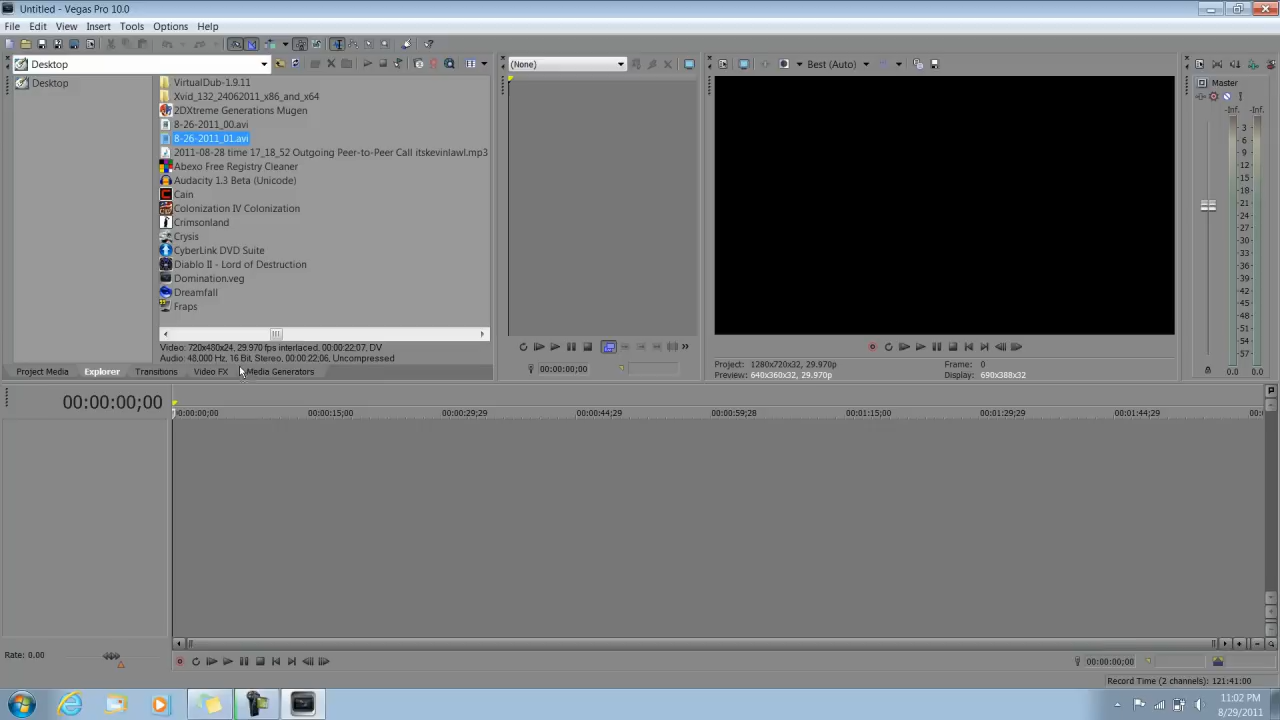 Untitled - Vegas Pro 10.0
File Edit View Insert Tools Options Help
Desktop
(None)
Best (Auto)
Desktop
VirtualDub-1.9.11
Xvid_132_24062011_x86_and_x64
2DXtreme Generations Mugen
8-26-2011_00.avi
8-26-2011_01.avi
2011-08-28 time 17_18_52 Outgoing Peer-to-Peer Call itskevinlawl.mp3
Abexo Free Registry Cleaner
Audacity 1.3 Beta (Unicode)
Cain
Colonization IV Colonization
Crimsonland
Crysis
CyberLink DVD Suite
Diablo II - Lord of Destruction
Domination.veg
Dreamfall
Fraps
Video: 720x480x24, 29.970 fps interlaced, 00:00:22;07, DV
Audio: 48,000 Hz, 16 Bit, Stereo, 00:00:22;06, Uncompressed
Project Media Explorer Transitions Video FX Media Generators
00:00:00;00
Project: 1280x720x32, 29.970p
Preview: 640x360x32, 29.970p
Frame: 0
Display: 690x388x32
Master
-Inf. -Inf.
3
6
9
12
15
18
21
24
27
30
33
36
39
42
45
48
51
54
57
0.0 0.0
00:00:00;00
00:00:00;00 00:00:15;00 00:00:29;29 00:00:44;29 00:00:59;28 00:01:15;00 00:01:29;29 00:01:44;29
Rate: 0.00
00:00:00;00
Record Time (2 channels): 121:41:00
11:02 PM
8/29/2011